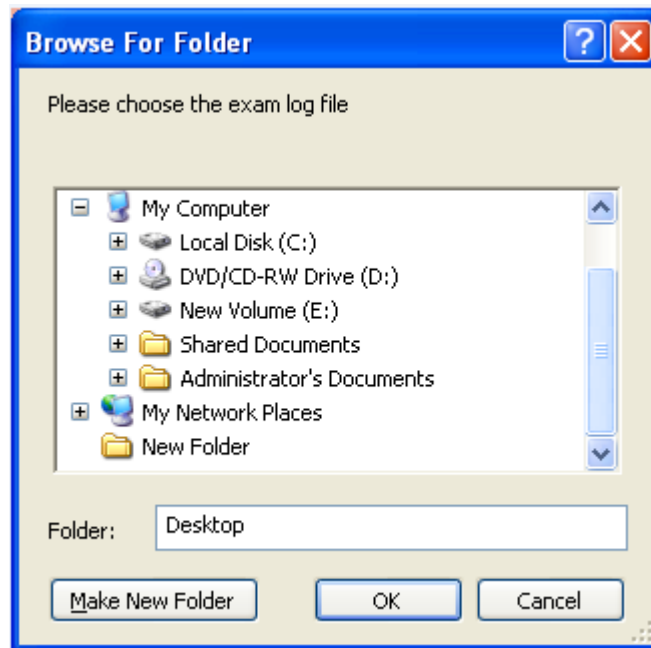 Browse For Folder
Please choose the exam log file
My Computer
Local Disk (C:)
DVD/CD-RW Drive (D:)
New Volume (E:)
Shared Documents
Administrator's Documents
My Network Places
New Folder
Folder: Desktop
Make New Folder OK Cancel